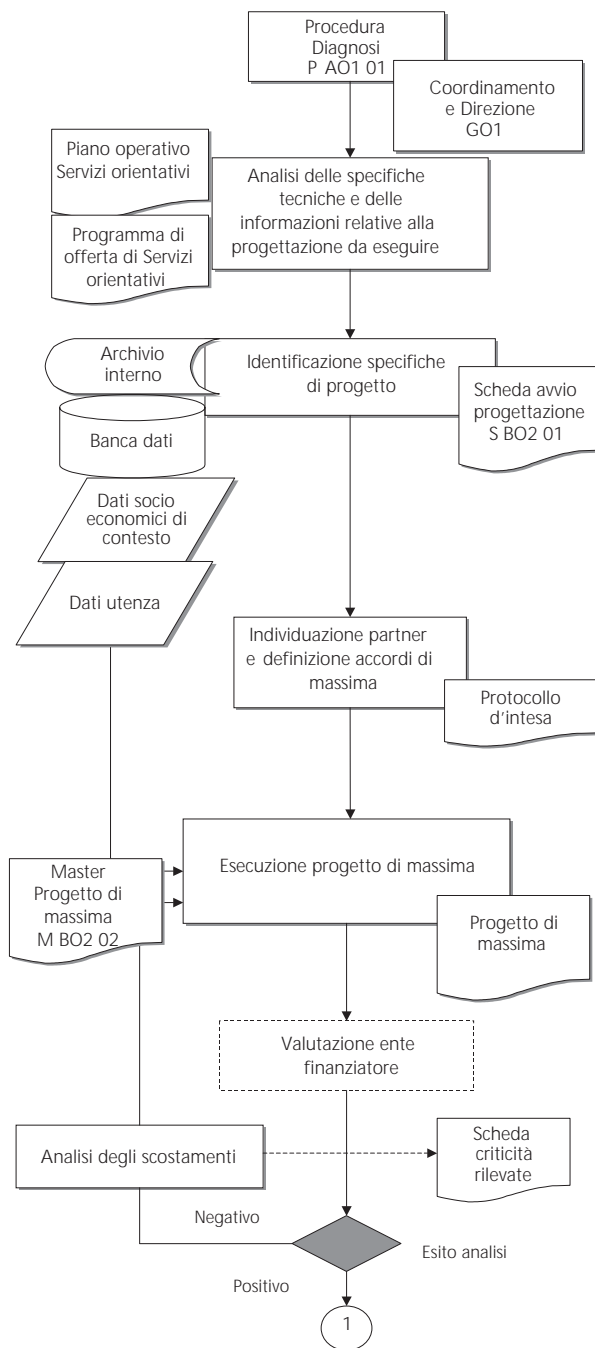 Procedura
Diagnosi
P AO1 01
Coordinamento
e Direzione
GO1
Piano operativo
Servizi orientativi
Analisi delle specifiche
tecniche e delle
informazioni relative alla
progettazione da eseguire
Programma di
offerta di Servizi
orientativi
Archivio
interno
Identificazione specifiche
di progetto
Scheda avvio
progettazione
S BO2 01
Banca dati
Dati socio
economici di
contesto
Dati utenza
Individuazione partner
e definizione accordi di
massima
Protocollo
d'intesa
Esecuzione progetto di massima
Master
Progetto di
massima
M BO2 02
Progetto di
massima
Valutazione ente
finanziatore
Analisi degli scostamenti
Scheda
criticità
rilevate
Negativo
Esito analisi
Positivo
1